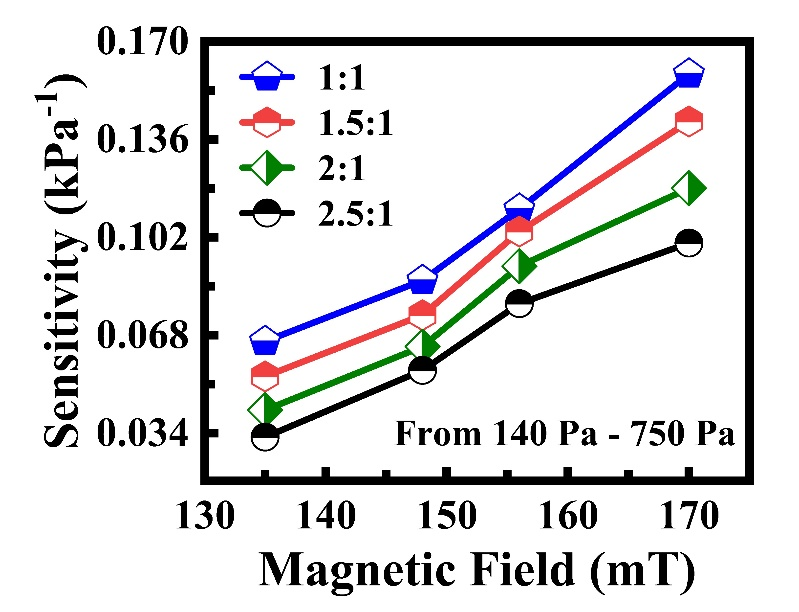 Sensitivity (kPa⁻¹)
0.170
0.136
0.102
0.068
0.034
1:1
1.5:1
2:1
2.5:1
From 140 Pa - 750 Pa
130 140 150 160 170
Magnetic Field (mT)